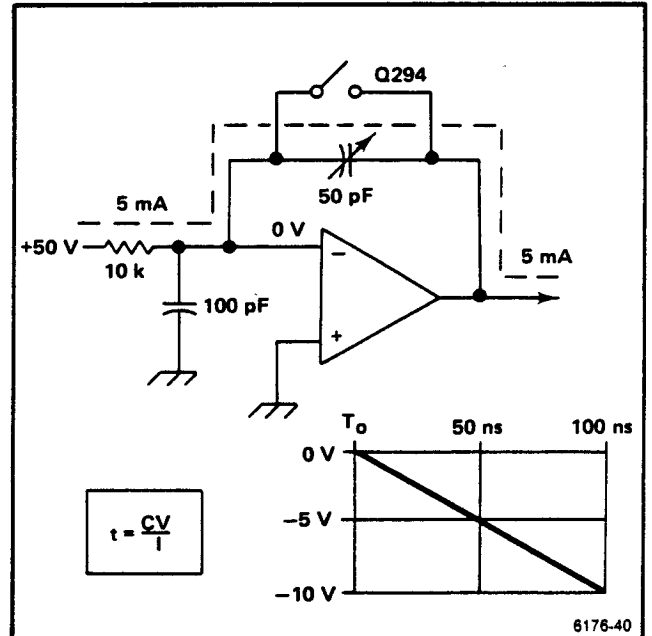 Q294
50 pF
5 mA
+50 V
0 V
10 k
5 mA
100 pF
−
+
T₀
50 ns
100 ns
0 V
−5 V
−10 V
t = CV
I
6176-40